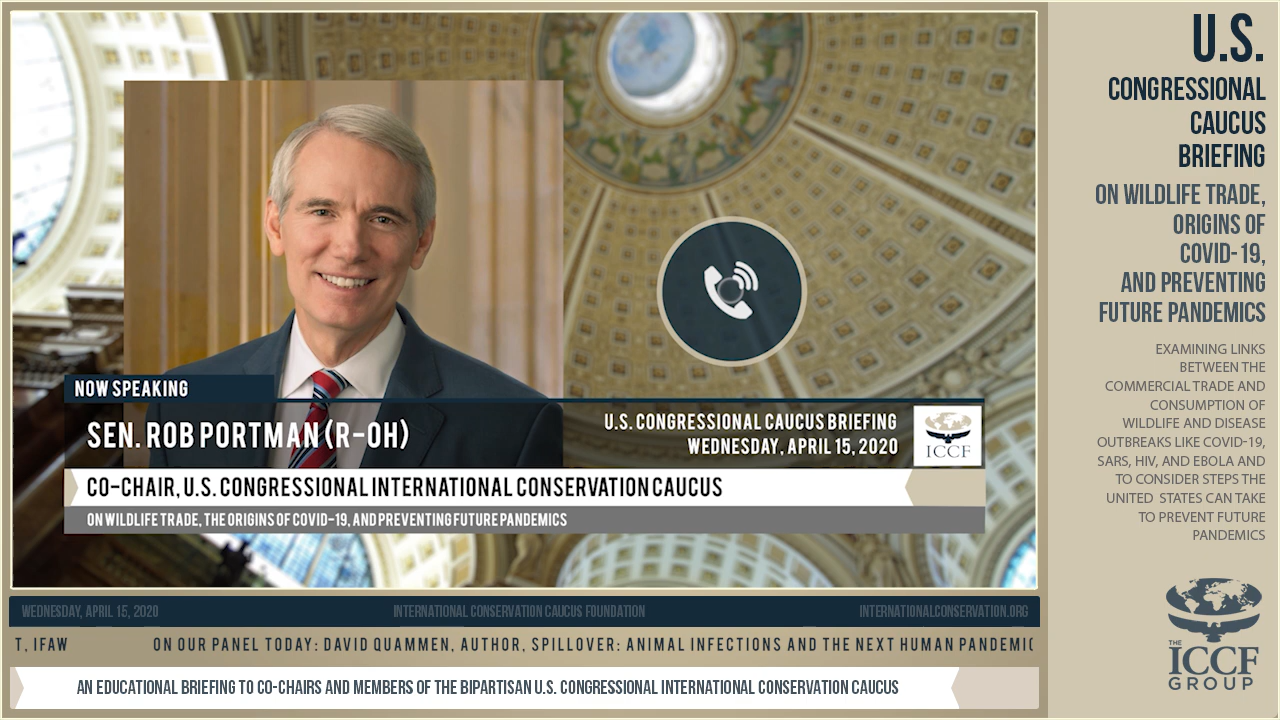 U.S.
CONGRESSIONAL
CAUCUS
BRIEFING
ON WILDLIFE TRADE,
ORIGINS OF
COVID-19,
AND PREVENTING
FUTURE PANDEMICS
EXAMINING LINKS
BETWEEN THE
COMMERCIAL TRADE AND
CONSUMPTION OF
WILDLIFE AND DISEASE
OUTBREAKS LIKE COVID-19,
SARS, HIV, AND EBOLA AND
TO CONSIDER STEPS THE
UNITED STATES CAN TAKE
TO PREVENT FUTURE
PANDEMICS
THE
ICCF
GROUP
NOW SPEAKING
SEN. ROB PORTMAN (R-OH)
U.S. CONGRESSIONAL CAUCUS BRIEFING
WEDNESDAY, APRIL 15, 2020
ICCF
CO-CHAIR, U.S. CONGRESSIONAL INTERNATIONAL CONSERVATION CAUCUS
ON WILDLIFE TRADE, THE ORIGINS OF COVID-19, AND PREVENTING FUTURE PANDEMICS
WEDNESDAY, APRIL 15, 2020 INTERNATIONAL CONSERVATION CAUCUS FOUNDATION INTERNATIONALCONSERVATION.ORG
T, IFAW ON OUR PANEL TODAY: DAVID QUAMMEN, AUTHOR, SPILLOVER: ANIMAL INFECTIONS AND THE NEXT HUMAN PANDEMIC
AN EDUCATIONAL BRIEFING TO CO-CHAIRS AND MEMBERS OF THE BIPARTISAN U.S. CONGRESSIONAL INTERNATIONAL CONSERVATION CAUCUS